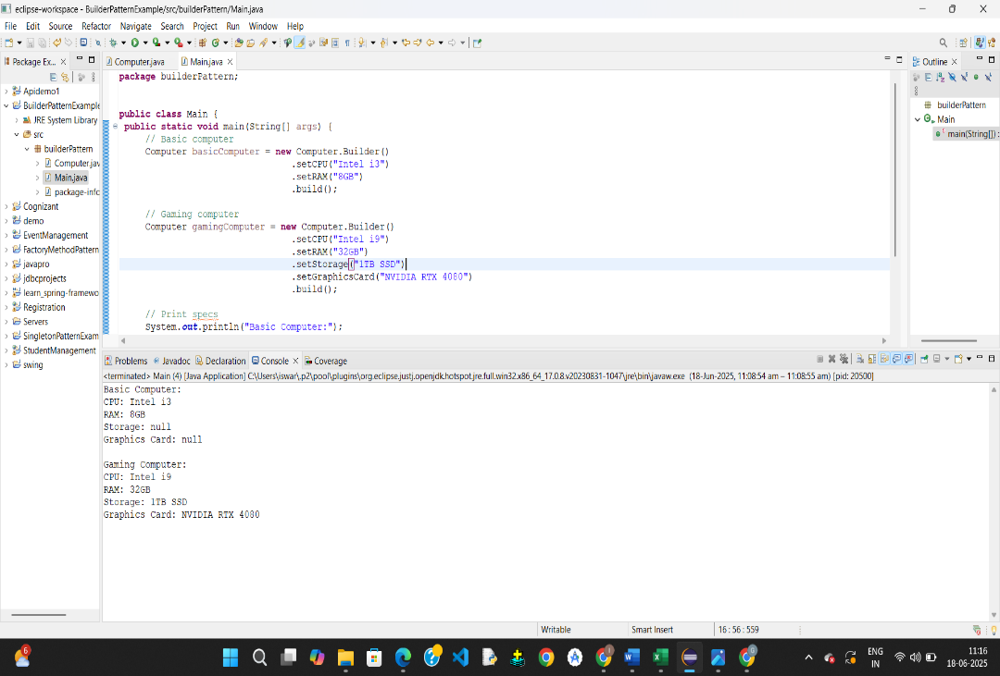 eclipse-workspace - BuilderPatternExample/src/builderPattern/Main.java
File Edit Source Refactor Navigate Search Project Run Window Help
Package Ex...
Apidemo1
BuilderPatternExample
JRE System Library
src
builderPattern
Computer.jav
Main.java
package-info
Cognizant
demo
EventManagement
FactoryMethodPattern
javapro
jdbcprojects
learn_spring-framewo
Registration
Servers
SingletonPatternExam
StudentManagement
swing
Computer.java Main.java
package builderPattern;
public class Main {
public static void main(String[] args) {
// Basic computer
Computer basicComputer = new Computer.Builder()
.setCPU("Intel i3")
.setRAM("8GB")
.build();
// Gaming computer
Computer gamingComputer = new Computer.Builder()
.setCPU("Intel i9")
.setRAM("32GB")
.setStorage("1TB SSD")
.setGraphicsCard("NVIDIA RTX 4080")
.build();
// Print specs
System.out.println("Basic Computer:");
Outline
builderPattern
Main
main(String[]) :
Problems Javadoc Declaration Console Coverage
<terminated> Main (4) [Java Application] C:\Users\iswar\.p2\pool\plugins\org.eclipse.justj.openjdk.hotspot.jre.full.win32.x86_64_17.0.8.v20230831-1047\jre\bin\javaw.exe (18-Jun-2025, 11:08:54 am – 11:08:55 am) [pid: 20500]
Basic Computer:
CPU: Intel i3
RAM: 8GB
Storage: null
Graphics Card: null
Gaming Computer:
CPU: Intel i9
RAM: 32GB
Storage: 1TB SSD
Graphics Card: NVIDIA RTX 4080
Writable Smart Insert 16 : 56 : 559
6
ENG
IN
11:16
18-06-2025